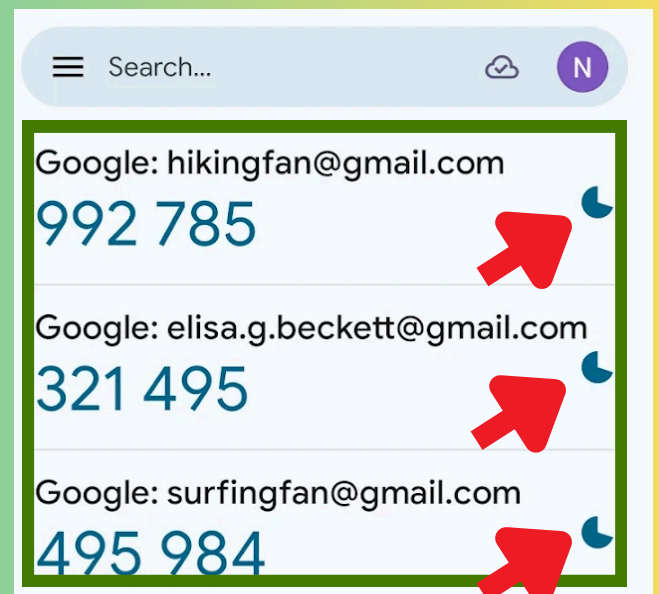 Search...
N
Google: hikingfan@gmail.com
992 785
Google: elisa.g.beckett@gmail.com
321 495
Google: surfingfan@gmail.com
495 984